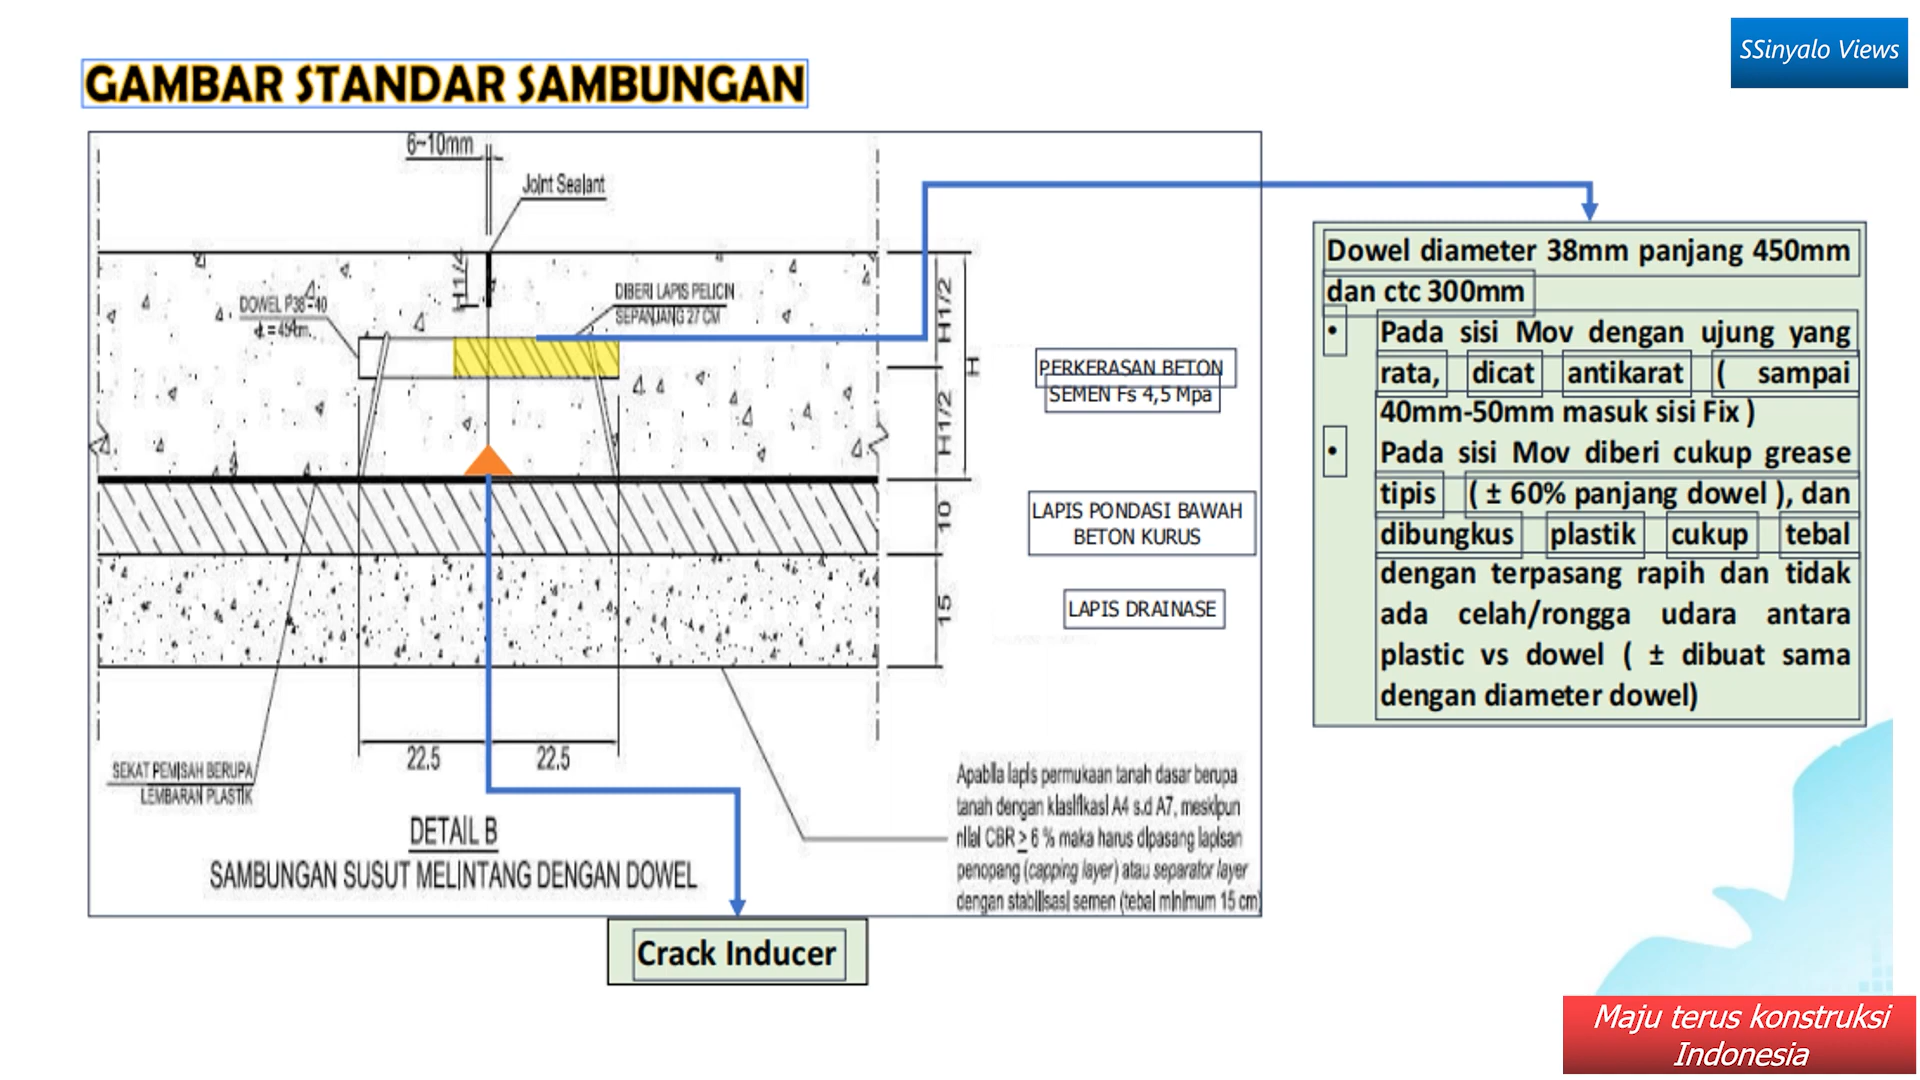 SSinyalo Views
GAMBAR STANDAR SAMBUNGAN
6~10mm
Joint Sealant
H1/4
DIBERI LAPIS PELICIN
SEPANJANG 27 CM
DOWEL P38-40
= 45cm.
H1/2
H
H1/2
10
15
PERKERASAN BETON
SEMEN Fs 4,5 Mpa
LAPIS PONDASI BAWAH
BETON KURUS
LAPIS DRAINASE
22.5
22.5
SEKAT PEMISAH BERUPA
LEMBARAN PLASTIK
DETAIL B
SAMBUNGAN SUSUT MELINTANG DENGAN DOWEL
Apabila lapis permukaan tanah dasar berupa
tanah dengan klasifikasi A4 s.d A7, meskipun
nilai CBR ≥ 6 % maka harus dipasang lapisan
penopang (capping layer) atau separator layer
dengan stabilisasi semen (tebal minimum 15 cm)
Crack Inducer
Dowel diameter 38mm panjang 450mm
dan ctc 300mm
• Pada sisi Mov dengan ujung yang
rata, dicat antikarat ( sampai
40mm-50mm masuk sisi Fix )
• Pada sisi Mov diberi cukup grease
tipis ( ± 60% panjang dowel ), dan
dibungkus plastik cukup tebal
dengan terpasang rapih dan tidak
ada celah/rongga udara antara
plastic vs dowel ( ± dibuat sama
dengan diameter dowel)
Maju terus konstruksi
Indonesia